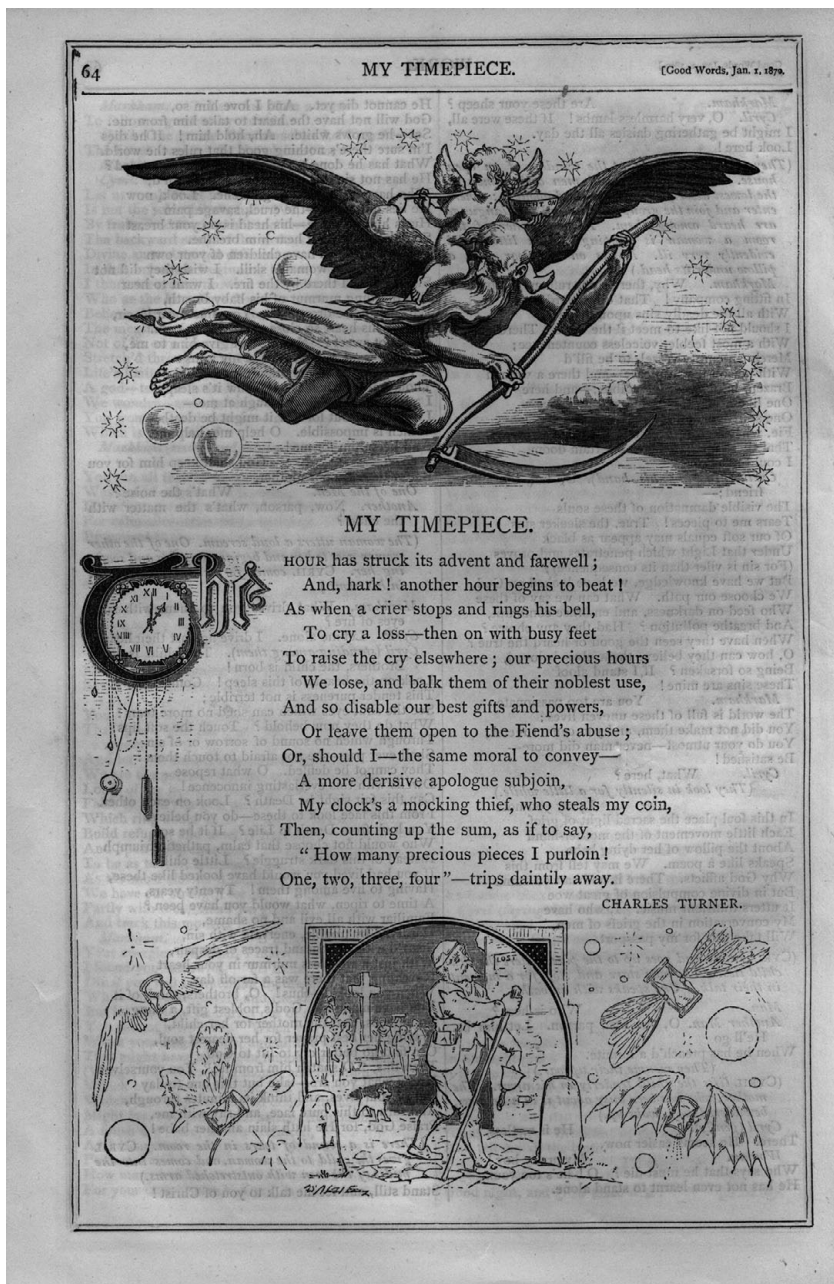 64
MY TIMEPIECE.
[Good Words, Jan. 1, 1870.
MY TIMEPIECE.
The HOUR has struck its advent and farewell;
And, hark! another hour begins to beat!
As when a crier stops and rings his bell,
To cry a loss—then on with busy feet
To raise the cry elsewhere; our precious hours
We lose, and balk them of their noblest use,
And so disable our best gifts and powers,
Or leave them open to the Fiend's abuse;
Or, should I—the same moral to convey—
A more derisive apologue subjoin,
My clock's a mocking thief, who steals my coin,
Then, counting up the sum, as if to say,
" How many precious pieces I purloin!
One, two, three, four"—trips daintily away.
CHARLES TURNER.
LOST